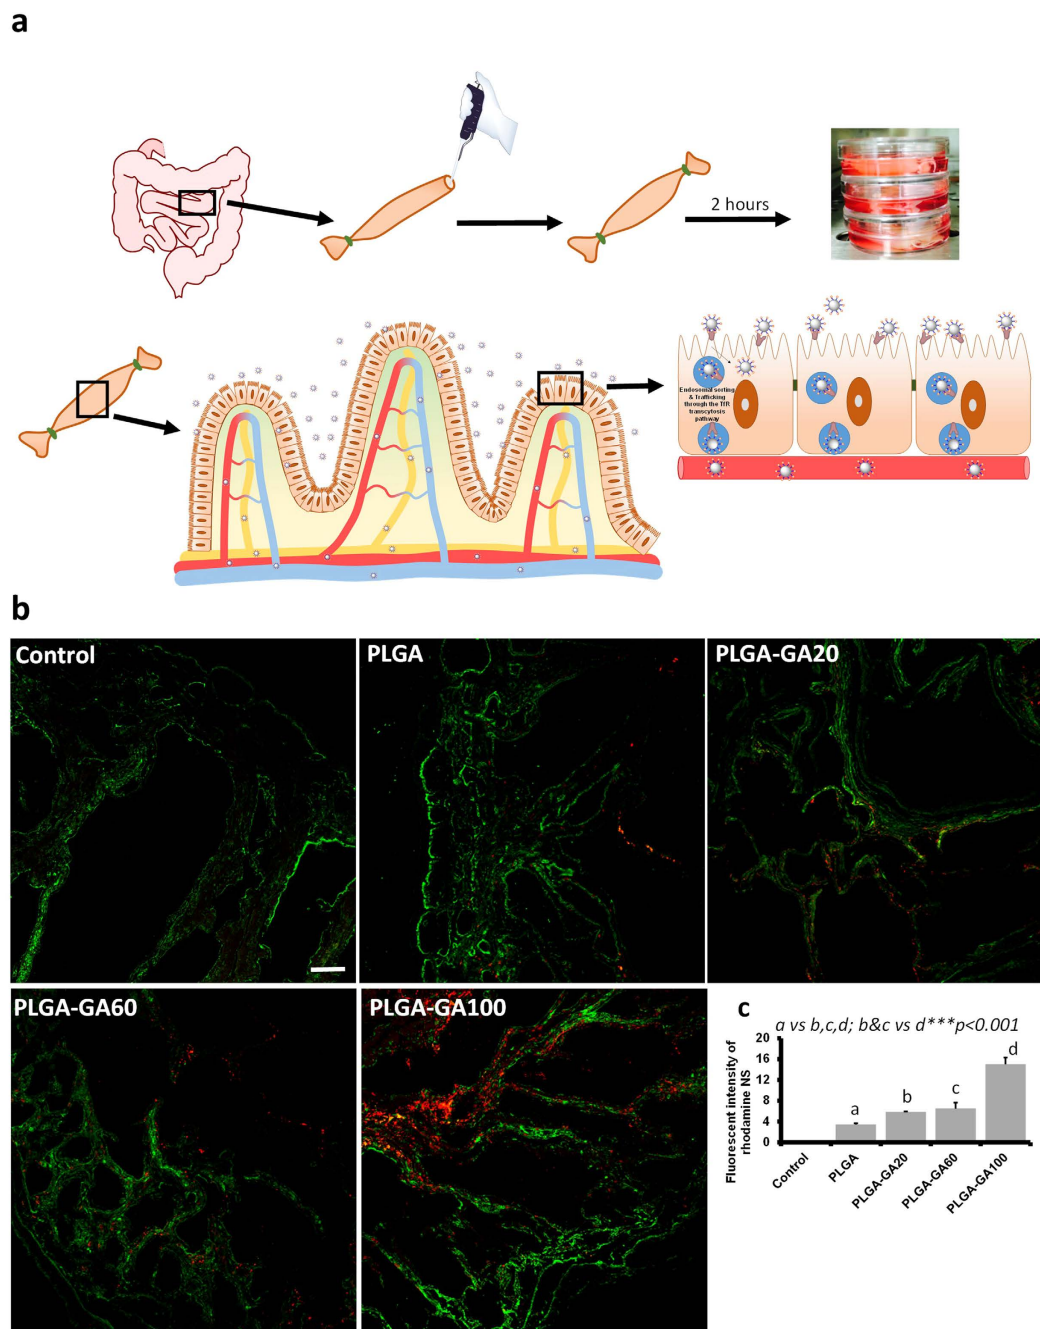 a
2 hours
Endosomal sorting
& Trafficking
through the TfR
transcytosis
pathway
b
Control
PLGA
PLGA-GA20
PLGA-GA60
PLGA-GA100
c
a vs b,c,d; b&c vs d***p<0.001
Fluorescent intensity of
rhodamine NS
20
16
12
8
4
0
a
b
c
d
Control
PLGA
PLGA-GA20
PLGA-GA60
PLGA-GA100